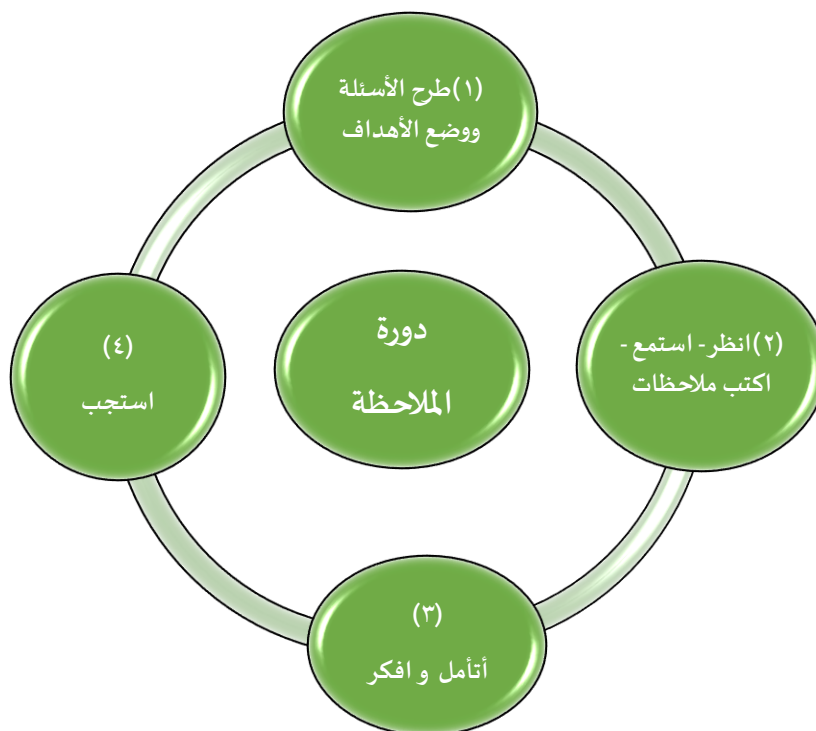 (١)طرح الأسئلة
ووضع الأهداف
(٢)انظر- استمع -
اكتب ملاحظات
(٣)
أتأمل و افكر
(٤)
استجب
دورة
الملاحظة